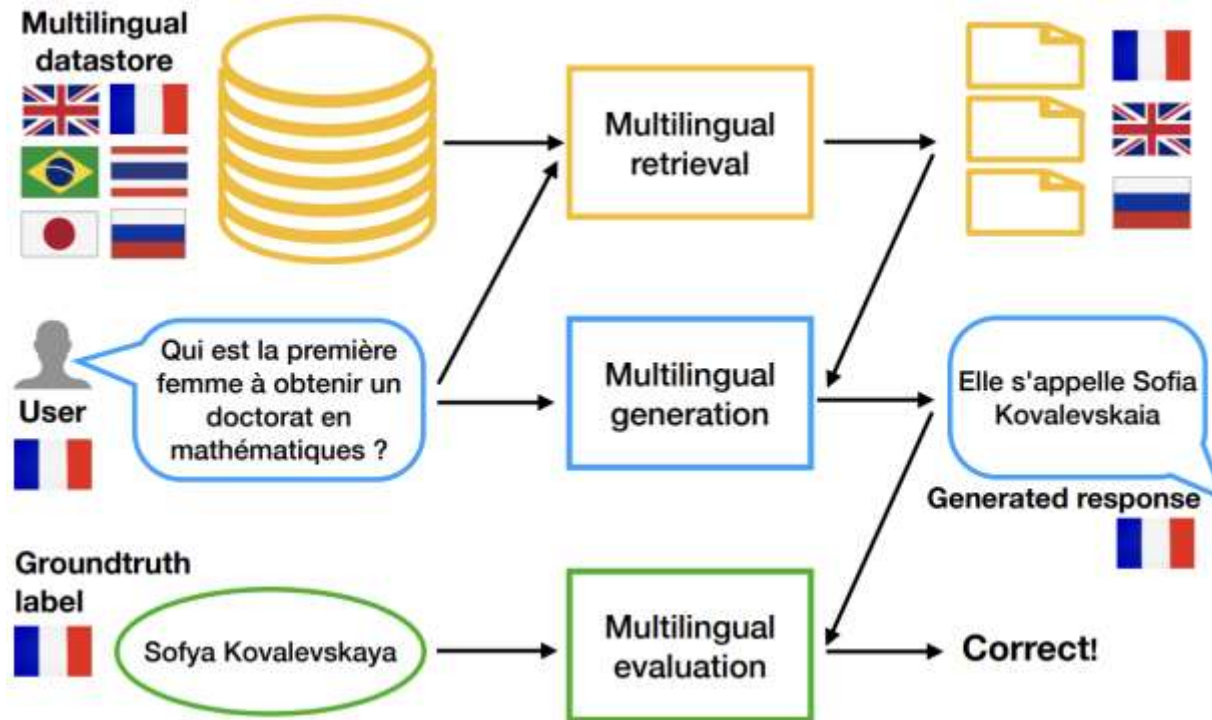 Multilingual
datastore
Multilingual
retrieval
User
Qui est la première
femme à obtenir un
doctorat en
mathématiques ?
Multilingual
generation
Elle s'appelle Sofia
Kovalevskaia
Generated response
Groundtruth
label
Sofya Kovalevskaya
Multilingual
evaluation
Correct!